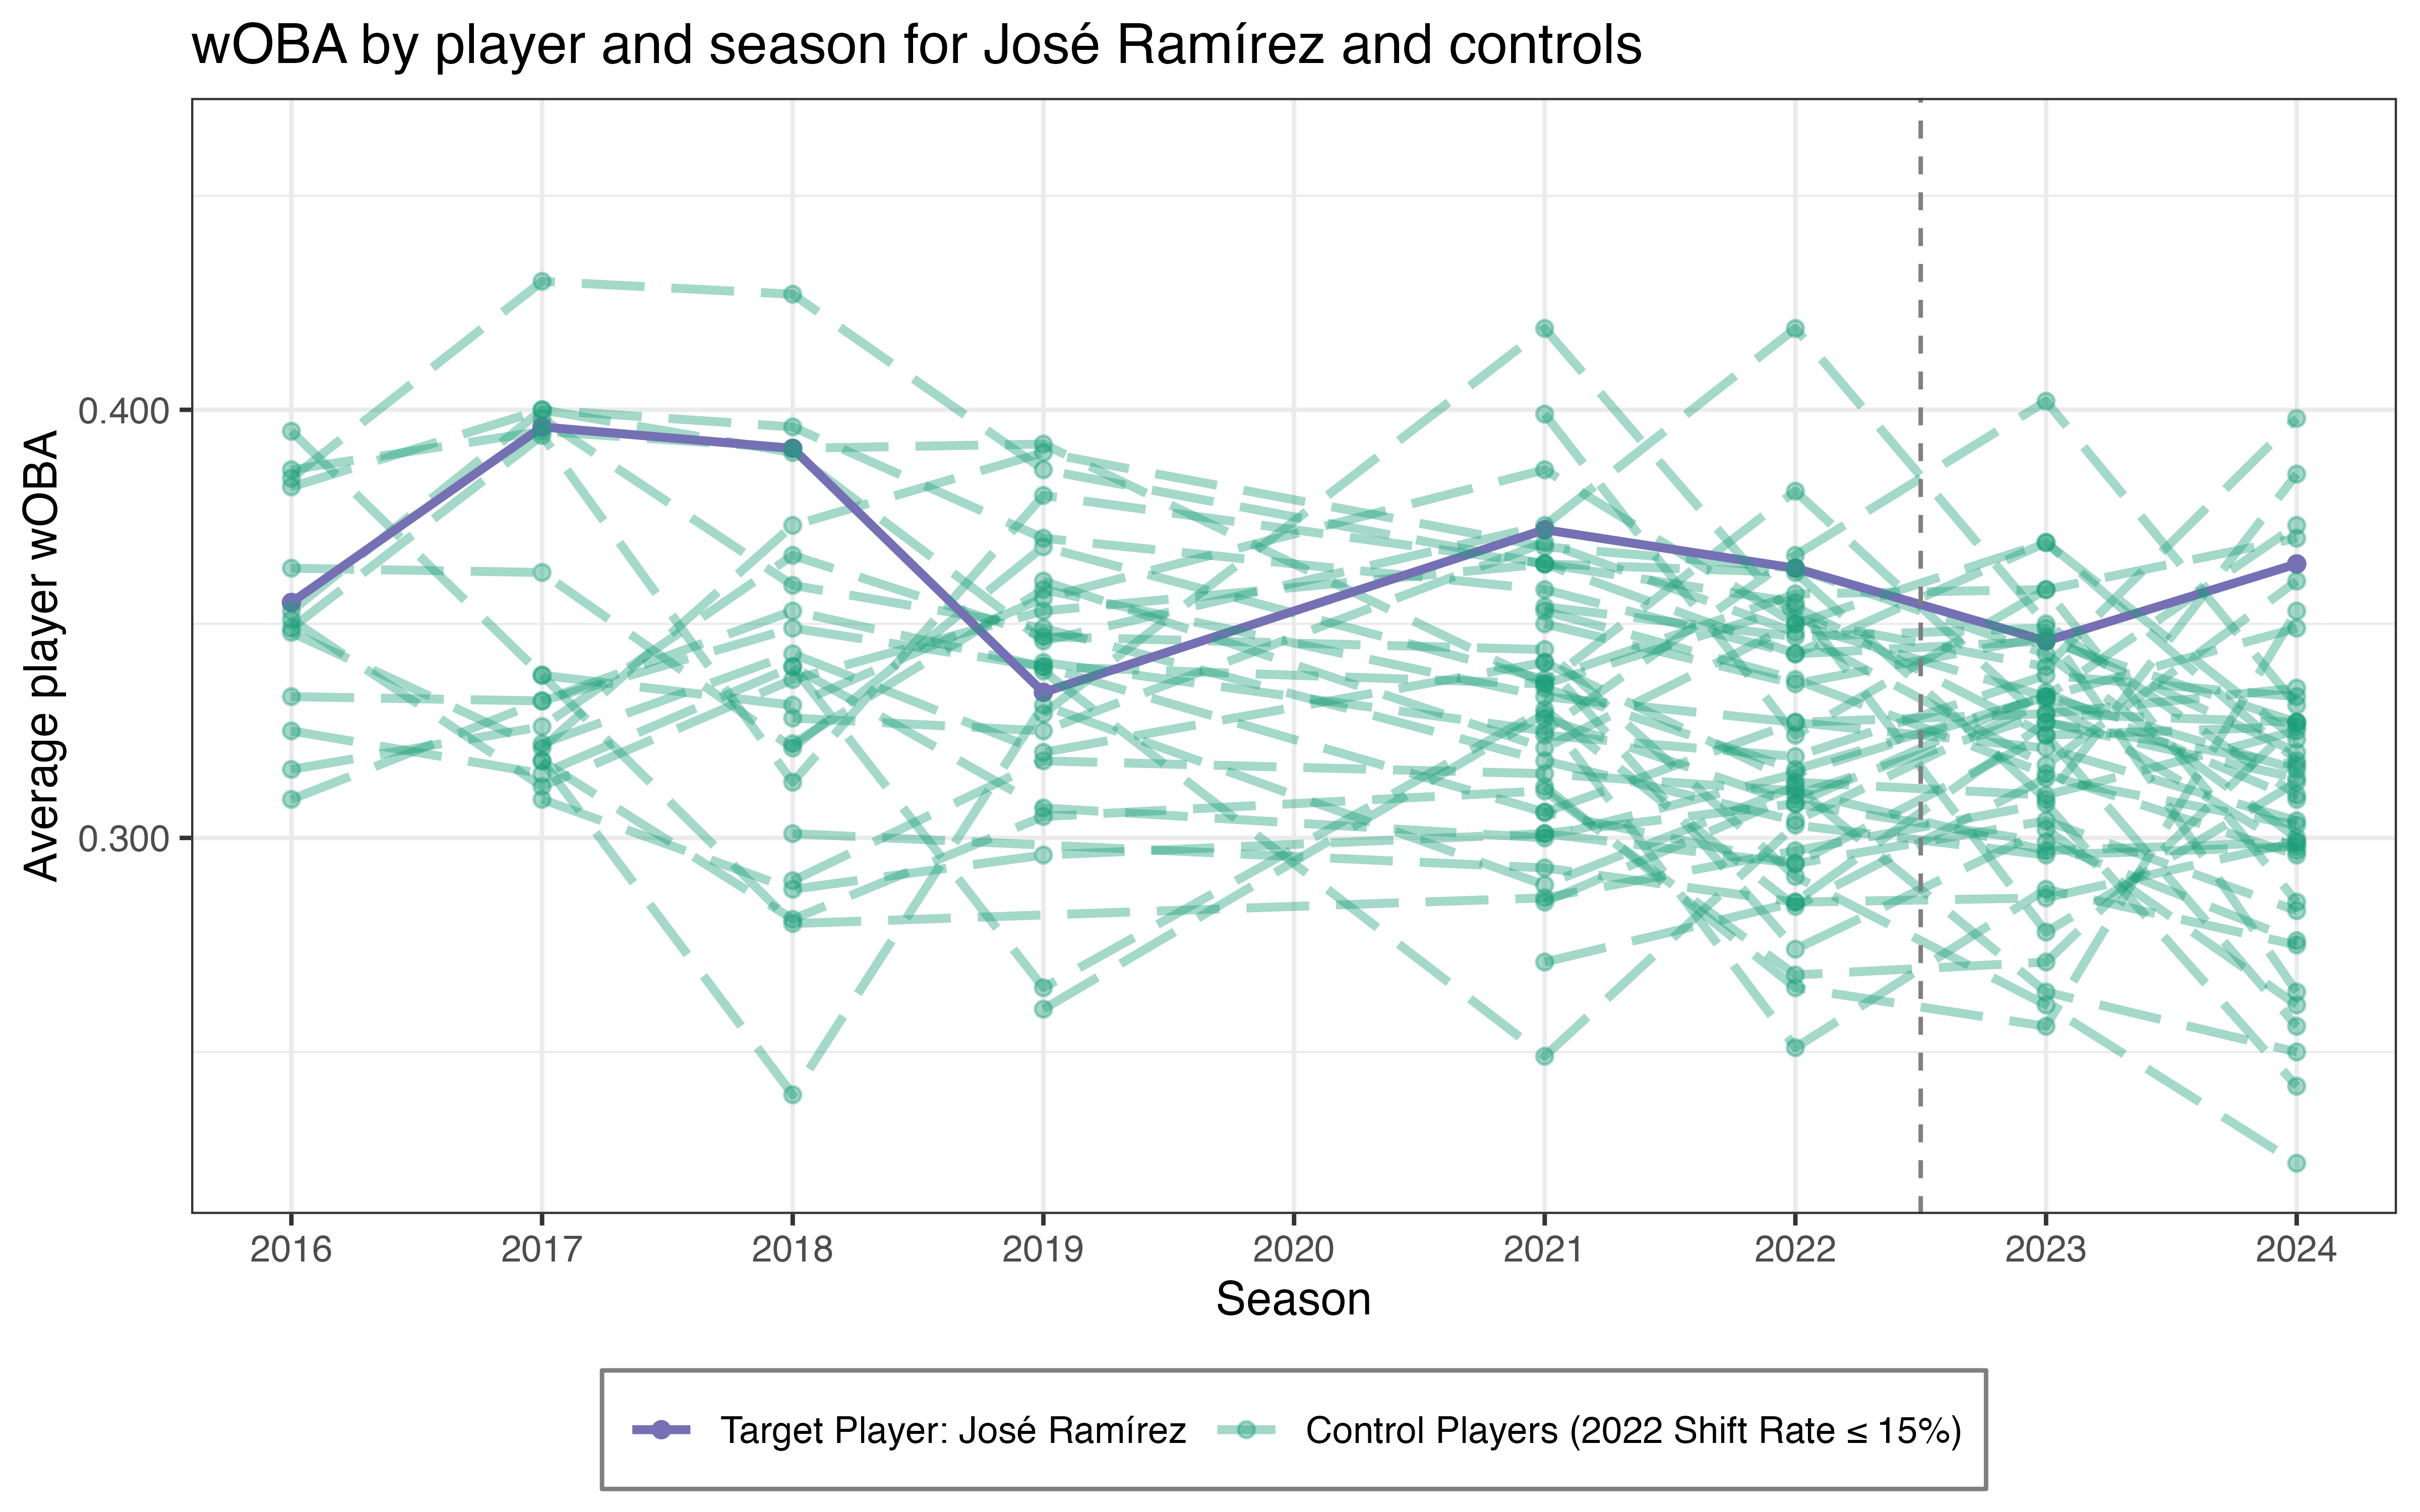 wOBA by player and season for José Ramírez and controls
Average player wOBA
0.400
0.300
2016 2017 2018 2019 2020 2021 2022 2023 2024
Season
Target Player: José Ramírez Control Players (2022 Shift Rate ≤ 15%)